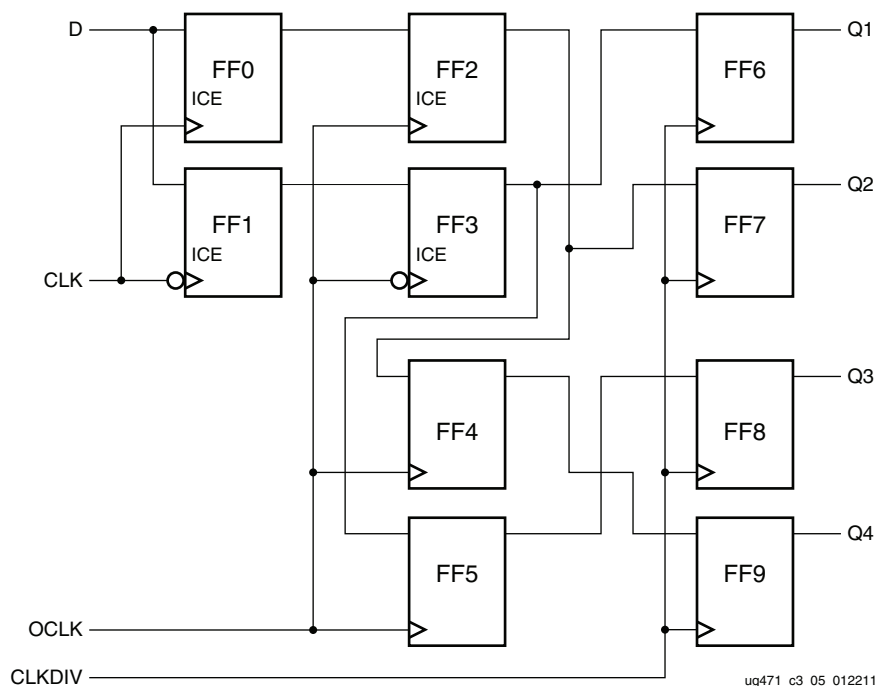 D
FF0
ICE
FF2
ICE
FF6
Q1
FF1
ICE
FF3
ICE
FF7
Q2
CLK
FF4
FF8
Q3
FF5
FF9
Q4
OCLK
CLKDIV
ug471_c3_05_012211